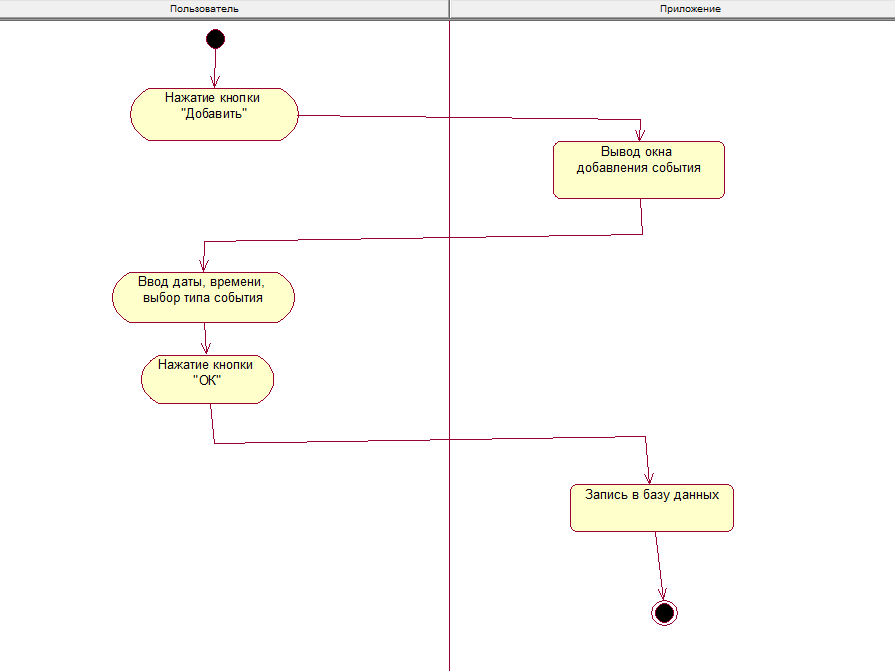 Пользователь
Приложение
Нажатие кнопки
"Добавить"
Вывод окна
добавления события
Ввод даты, времени,
выбор типа события
Нажатие кнопки
"ОК"
Запись в базу данных